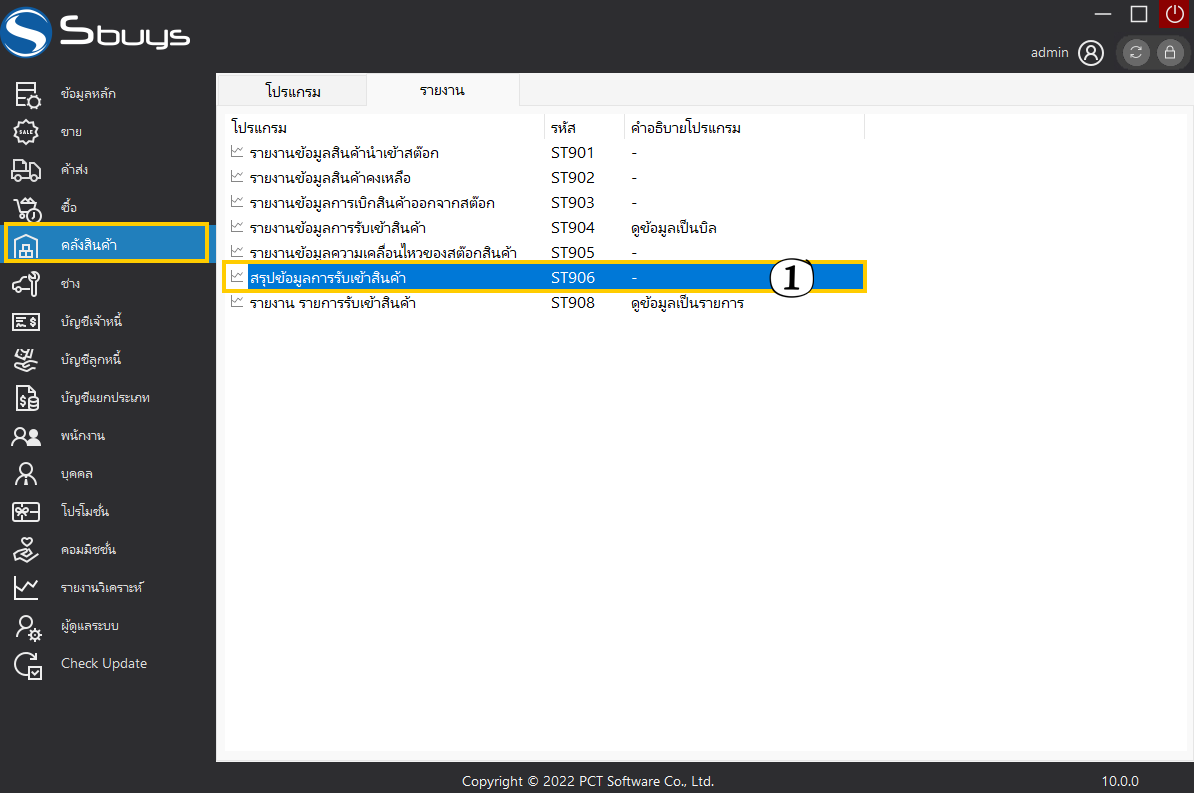 Sbuys
admin
ข้อมูลหลัก
ขาย
ค้าส่ง
ซื้อ
คลังสินค้า
ช่าง
บัญชีเจ้าหนี้
บัญชีลูกหนี้
บัญชีแยกประเภท
พนักงาน
บุคคล
โปรโมชั่น
คอมมิชชั่น
รายงานวิเคราะห์
ผู้ดูแลระบบ
Check Update
โปรแกรม รายงาน
โปรแกรม รหัส คำอธิบายโปรแกรม
รายงานข้อมูลสินค้านำเข้าสต๊อก ST901 -
รายงานข้อมูลสินค้าคงเหลือ ST902 -
รายงานข้อมูลการเบิกสินค้าออกจากสต๊อก ST903 -
รายงานข้อมูลการรับเข้าสินค้า ST904 ดูข้อมูลเป็นบิล
รายงานข้อมูลความเคลื่อนไหวของสต๊อกสินค้า ST905 -
สรุปข้อมูลการรับเข้าสินค้า ST906 - 1
รายงาน รายการรับเข้าสินค้า ST908 ดูข้อมูลเป็นรายการ
Copyright © 2022 PCT Software Co., Ltd.
10.0.0